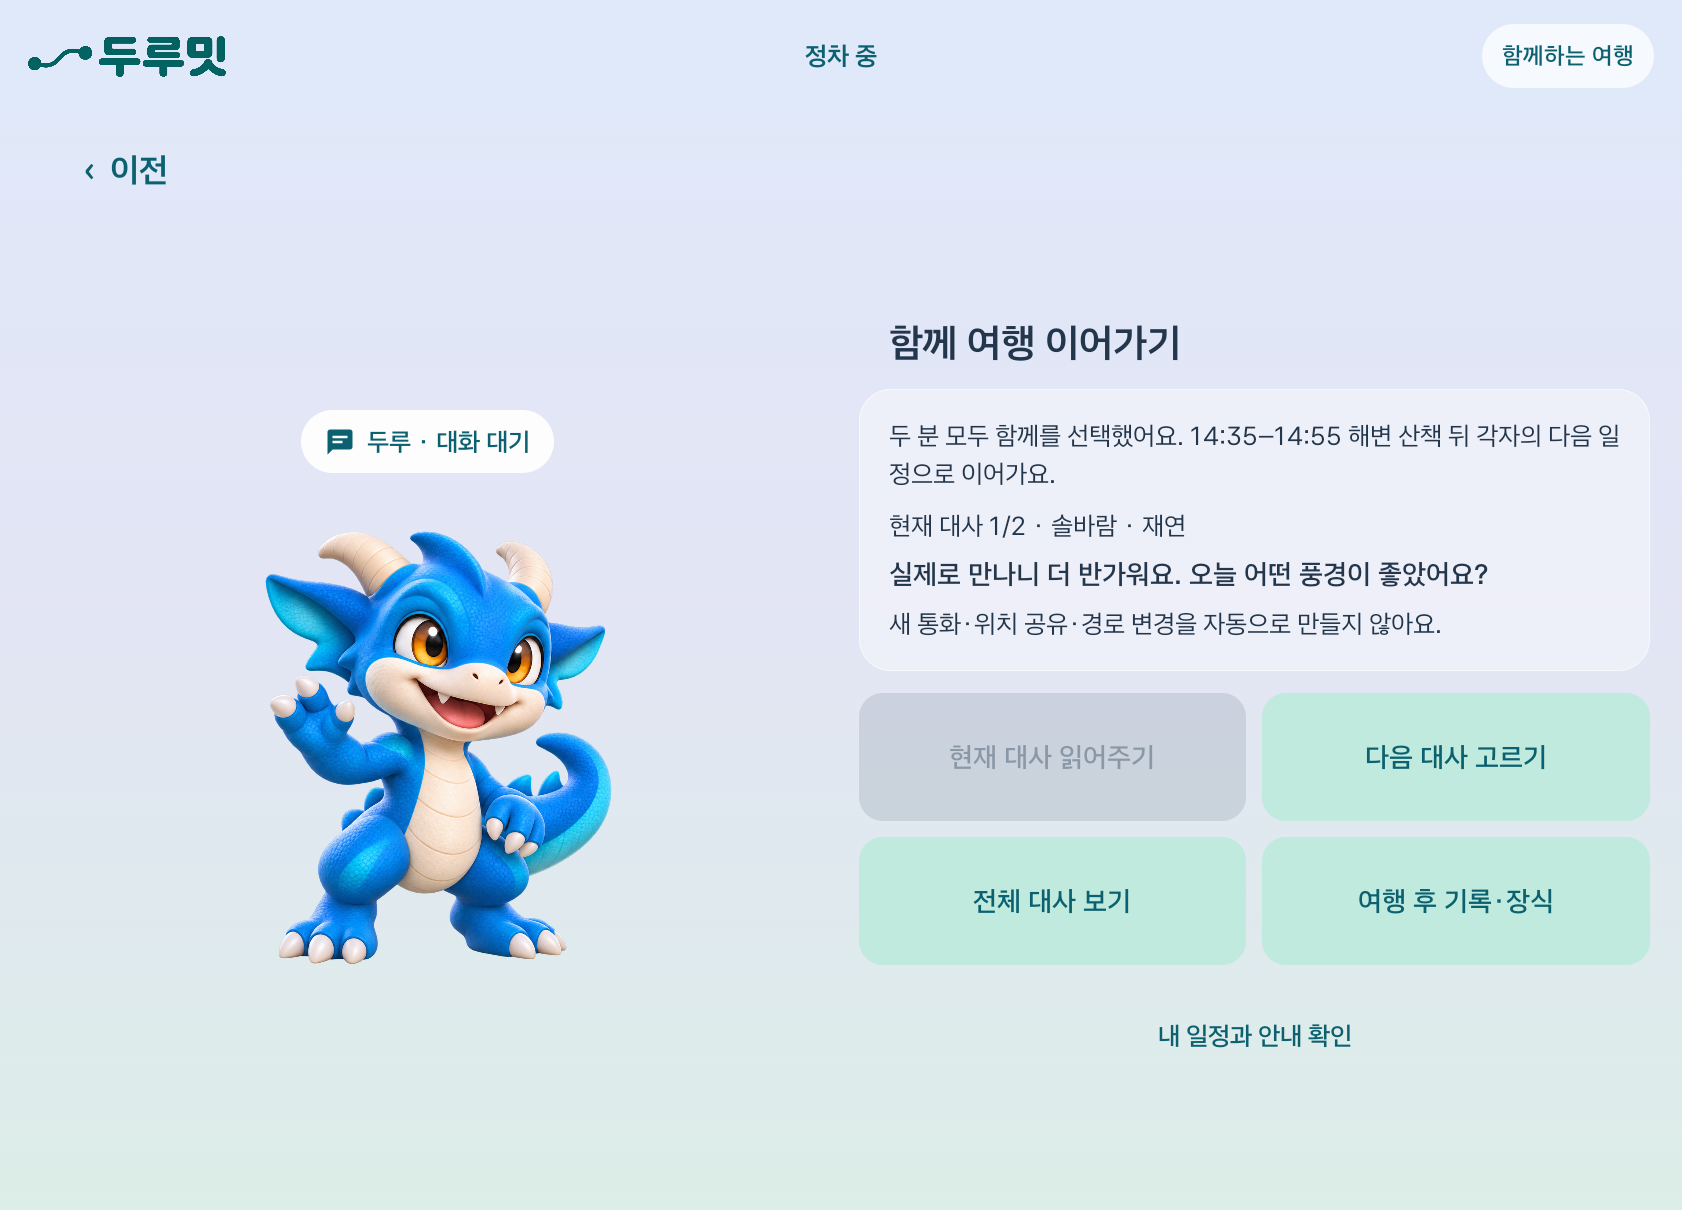 두루밋
정차 중
함께하는 여행
‹ 이전
두루 · 대화 대기
함께 여행 이어가기
두 분 모두 함께를 선택했어요. 14:35–14:55 해변 산책 뒤 각자의 다음 일
정으로 이어가요.
현재 대사 1/2 · 솔바람 · 재연
실제로 만나니 더 반가워요. 오늘 어떤 풍경이 좋았어요?
새 통화·위치 공유·경로 변경을 자동으로 만들지 않아요.
현재 대사 읽어주기
다음 대사 고르기
전체 대사 보기
여행 후 기록·장식
내 일정과 안내 확인